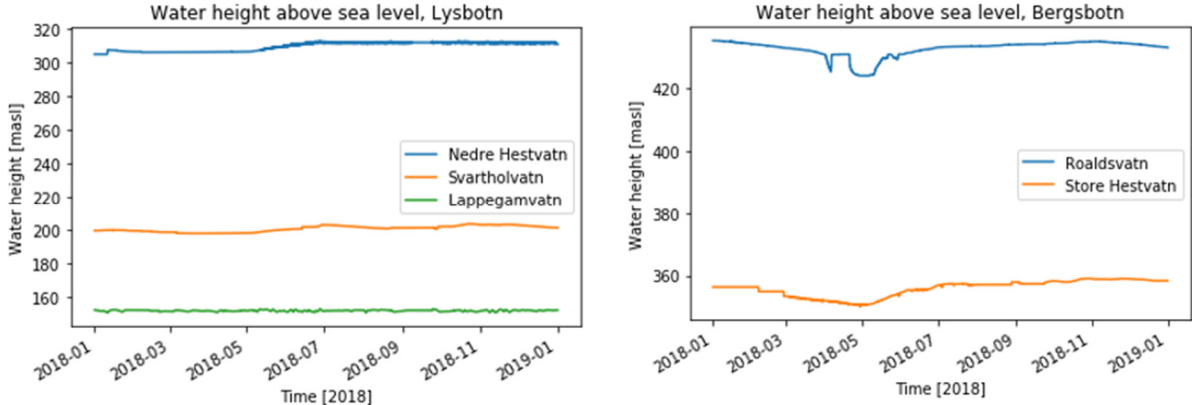 Water height above sea level, Lysbotn
320
300
280
260
240
220
200
180
160
Water height [masl]
Nedre Hestvatn
Svartholvatn
Lappegamvatn
2018-01
2018-03
2018-05
2018-07
2018-09
2018-11
2019-01
Time [2018]
Water height above sea level, Bergsbotn
420
400
380
360
Water height [masl]
Roaldsvatn
Store Hestvatn
2018-01
2018-03
2018-05
2018-07
2018-09
2018-11
2019-01
Time [2018]